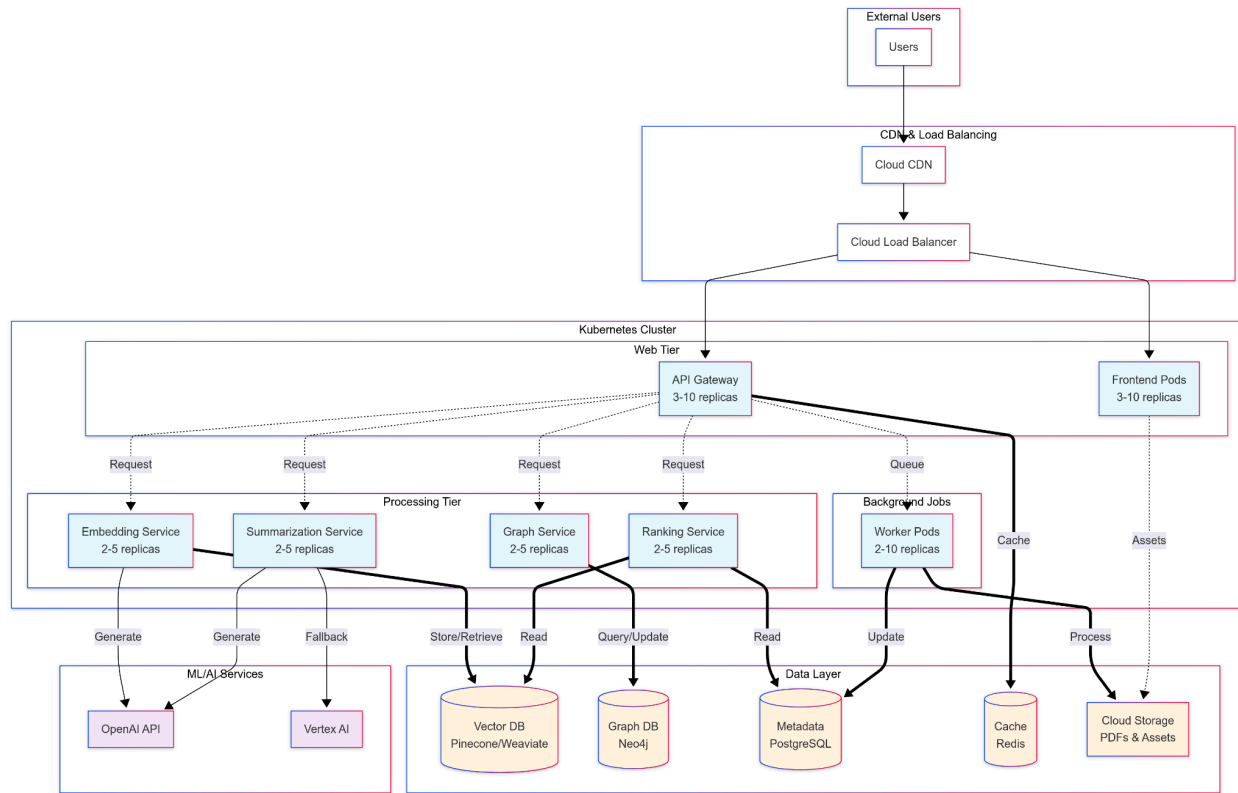 External Users
Users
CDN & Load Balancing
Cloud CDN
Cloud Load Balancer
Kubernetes Cluster
Web Tier
API Gateway
3-10 replicas
Frontend Pods
3-10 replicas
Request
Request
Request
Request
Queue
Cache
Assets
Processing Tier
Embedding Service
2-5 replicas
Summarization Service
2-5 replicas
Graph Service
2-5 replicas
Ranking Service
2-5 replicas
Background Jobs
Worker Pods
2-10 replicas
Generate
Generate
Fallback
Store/Retrieve
Read
Query/Update
Read
Update
Process
ML/AI Services
OpenAI API
Vertex AI
Data Layer
Vector DB
Pinecone/Weaviate
Graph DB
Neo4j
Metadata
PostgreSQL
Cache
Redis
Cloud Storage
PDFs & Assets